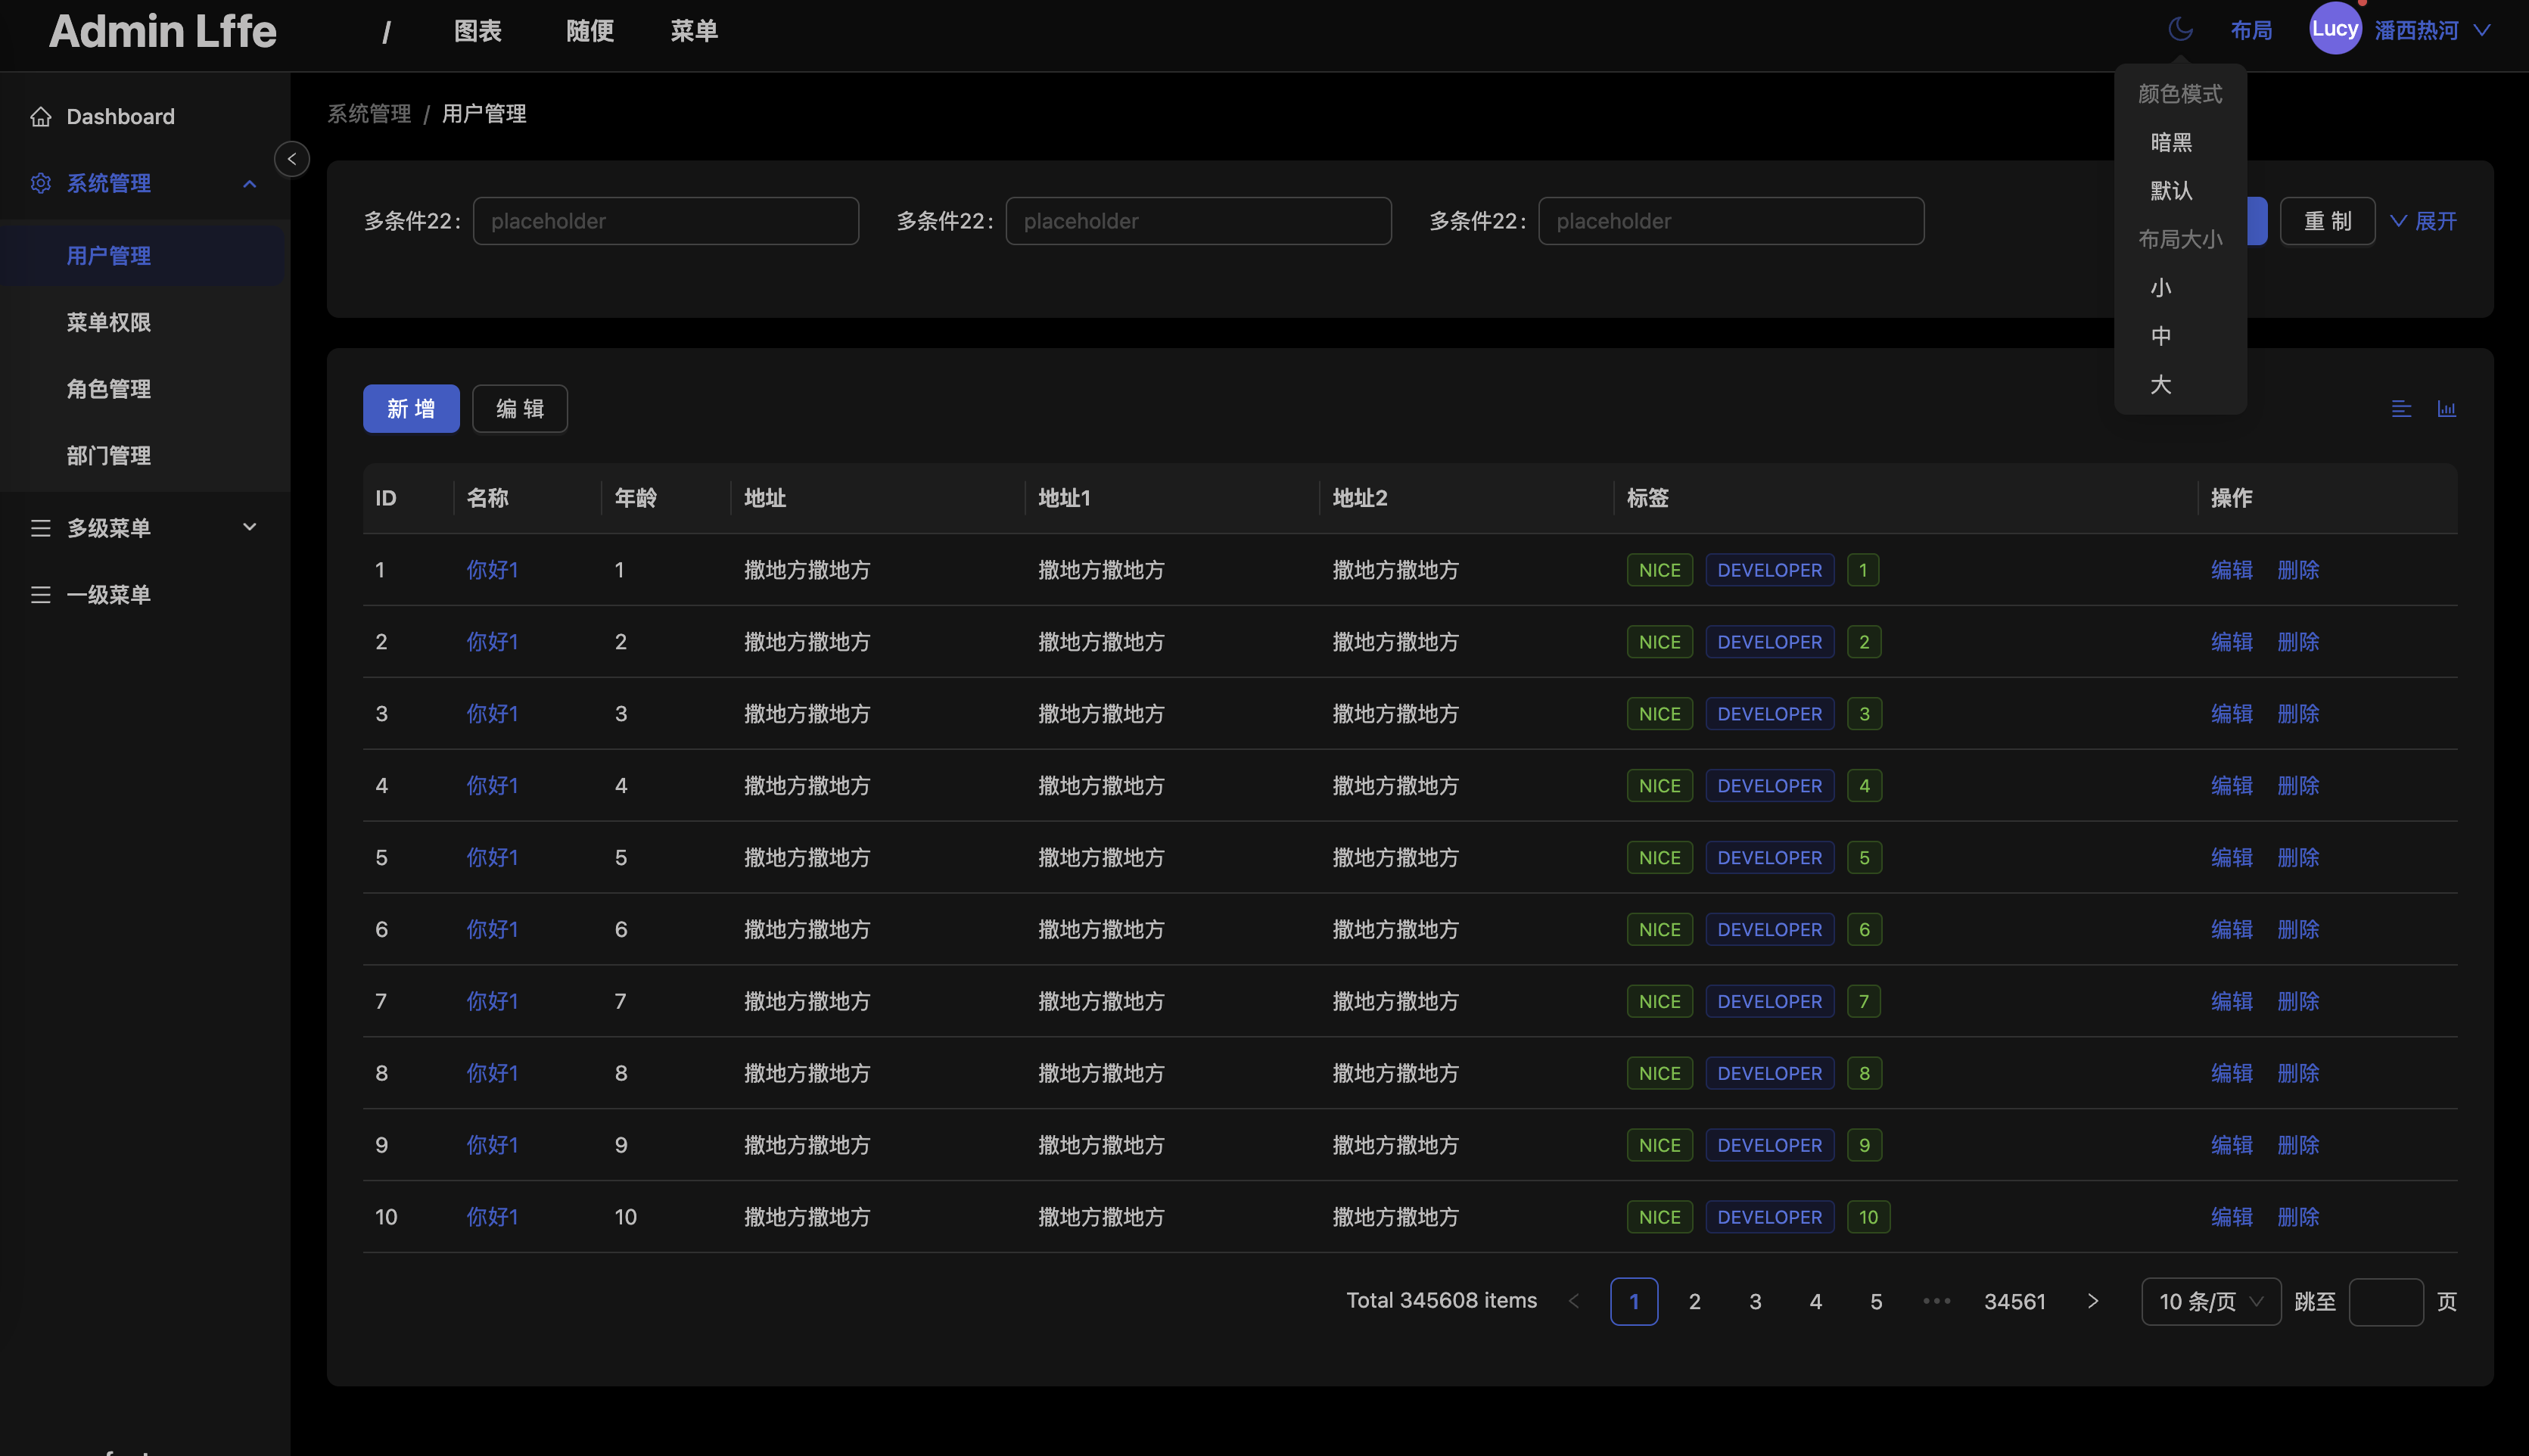 Admin Lffe / 图表 随便 菜单 布局 Lucy 潘西热河
Dashboard
系统管理
用户管理
菜单权限
角色管理
部门管理
多级菜单
一级菜单
系统管理 / 用户管理
颜色模式
暗黑
默认
布局大小
小
中
大
多条件22: placeholder 多条件22: placeholder 多条件22: placeholder 重 制 展开
新 增 编 辑
ID 名称 年龄 地址 地址1 地址2 标签 操作
1 你好1 1 撒地方撒地方 撒地方撒地方 撒地方撒地方 NICE DEVELOPER 1 编辑 删除
2 你好1 2 撒地方撒地方 撒地方撒地方 撒地方撒地方 NICE DEVELOPER 2 编辑 删除
3 你好1 3 撒地方撒地方 撒地方撒地方 撒地方撒地方 NICE DEVELOPER 3 编辑 删除
4 你好1 4 撒地方撒地方 撒地方撒地方 撒地方撒地方 NICE DEVELOPER 4 编辑 删除
5 你好1 5 撒地方撒地方 撒地方撒地方 撒地方撒地方 NICE DEVELOPER 5 编辑 删除
6 你好1 6 撒地方撒地方 撒地方撒地方 撒地方撒地方 NICE DEVELOPER 6 编辑 删除
7 你好1 7 撒地方撒地方 撒地方撒地方 撒地方撒地方 NICE DEVELOPER 7 编辑 删除
8 你好1 8 撒地方撒地方 撒地方撒地方 撒地方撒地方 NICE DEVELOPER 8 编辑 删除
9 你好1 9 撒地方撒地方 撒地方撒地方 撒地方撒地方 NICE DEVELOPER 9 编辑 删除
10 你好1 10 撒地方撒地方 撒地方撒地方 撒地方撒地方 NICE DEVELOPER 10 编辑 删除
Total 345608 items 1 2 3 4 5 ••• 34561 10 条/页 跳至 页